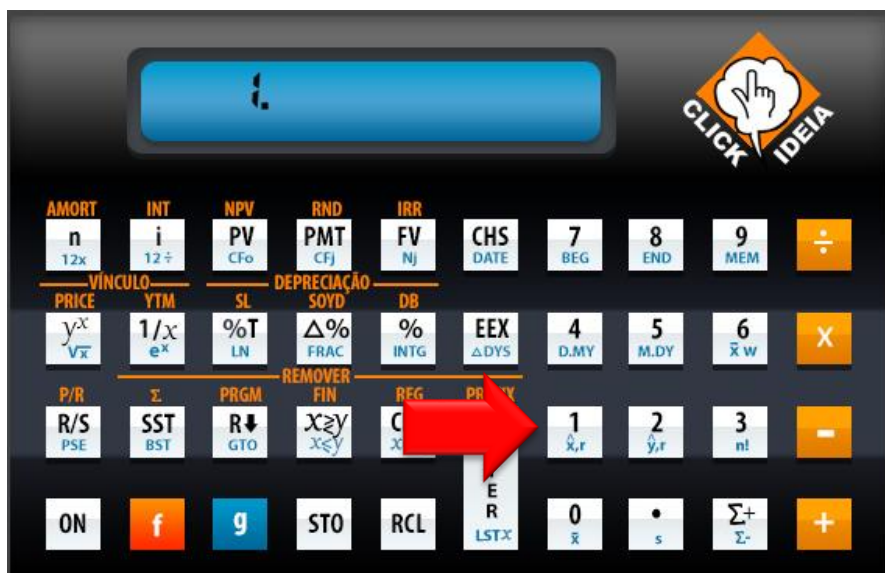 1.
CLICK IDEIA
AMORT INT NPV RND IRR
n i PV PMT FV CHS 7 8 9 ÷
12x 12÷ CFo CFj Nj DATE BEG END MEM
VÍNCULO DEPRECIAÇÃO
PRICE YTM SL SOYD DB
yˣ 1/x %T Δ% % EEX 4 5 6 X
√x eˣ LN FRAC INTG ΔDYS D.MY M.DY x̄ w
REMOVER
P/R Σ PRGM FIN REG
R/S SST R⬇ x≷y 1 2 3 -
PSE BST GTO x≤y x̂,r ŷ,r n!
ON f g STO RCL E R 0 • Σ+ +
LSTx x̄ s Σ-